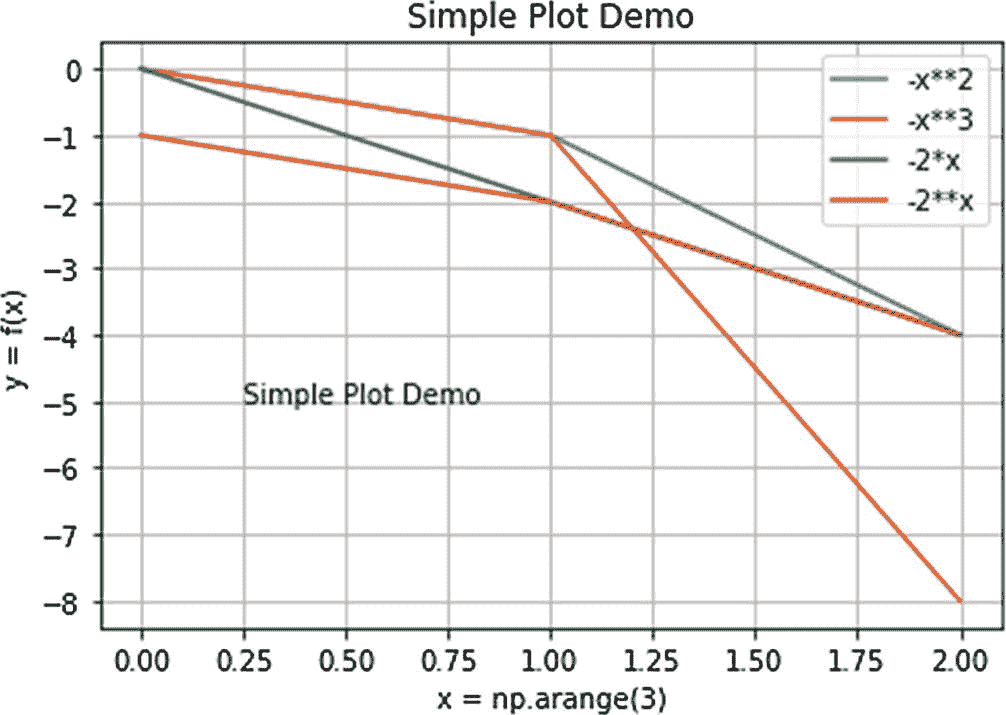 Simple Plot Demo
0
−1
−2
−3
−4
−5
−6
−7
−8
y = f(x)
-x**2
-x**3
-2*x
-2**x
Simple Plot Demo
0.00 0.25 0.50 0.75 1.00 1.25 1.50 1.75 2.00
x = np.arange(3)